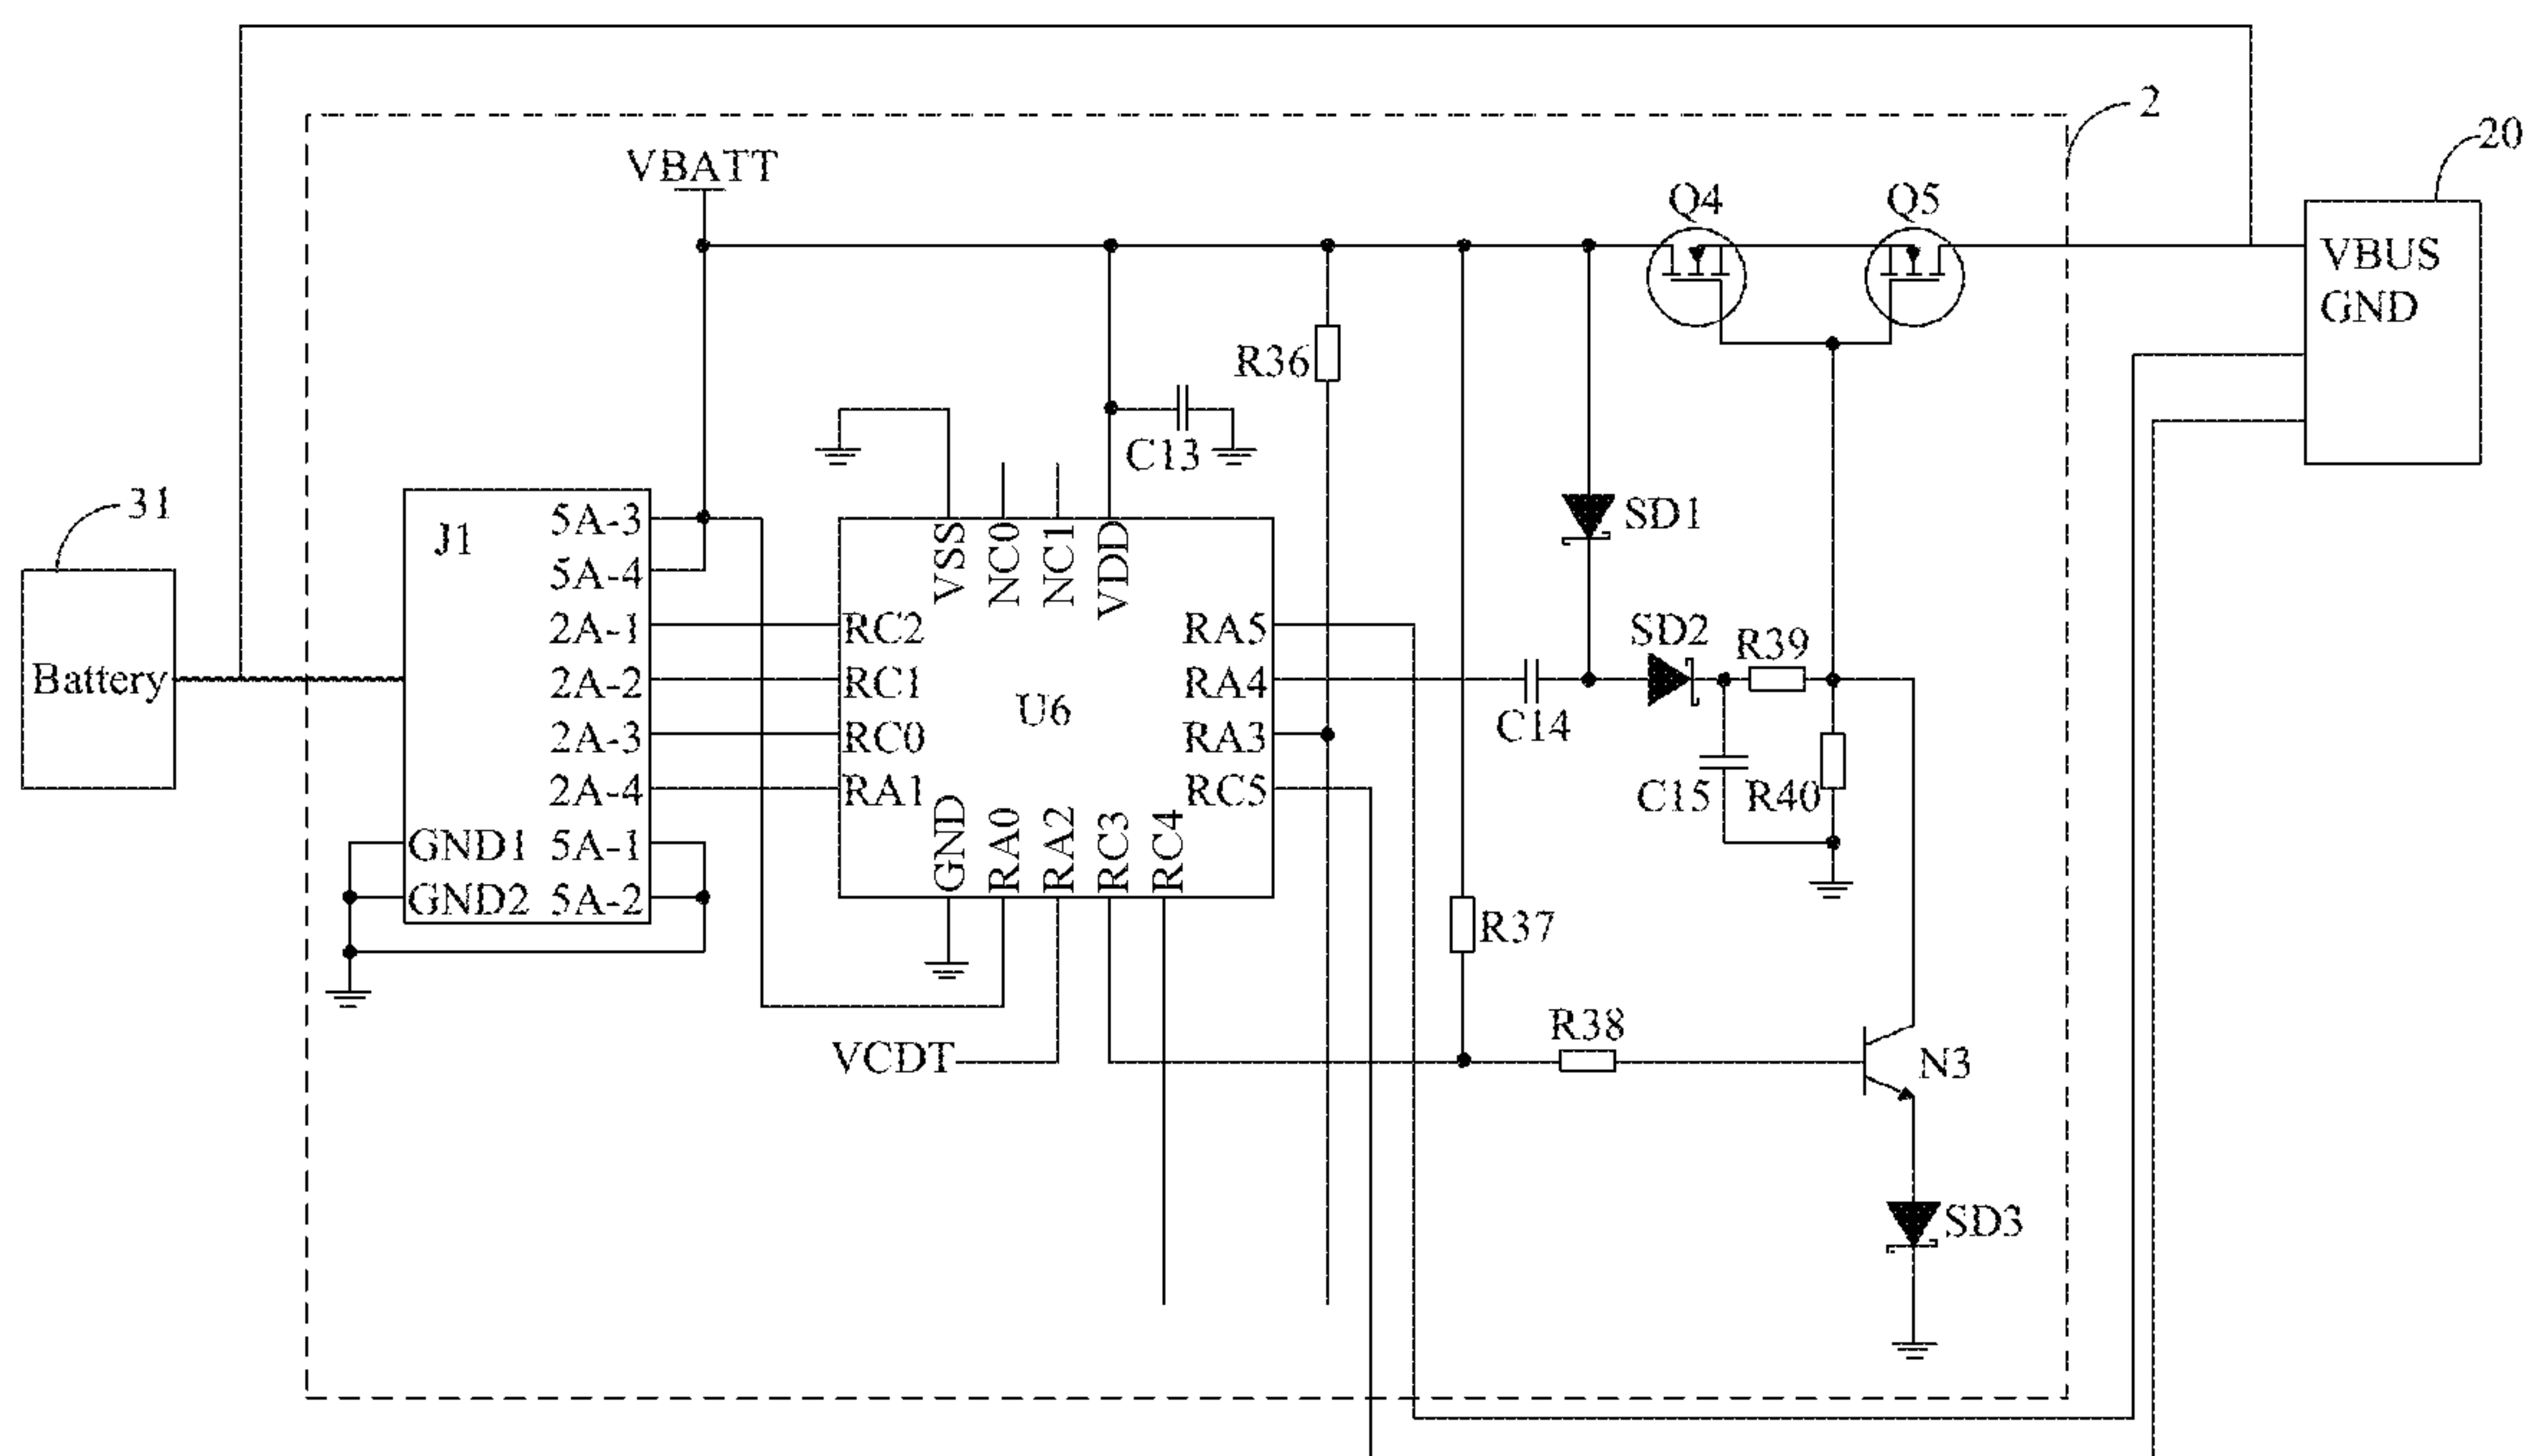 2
20
VBATT
Q4
Q5
VBUS
GND
R36
C13
31
J1
5A-3
5A-4
2A-1
2A-2
2A-3
2A-4
GND1
5A-1
GND2
5A-2
Battery
VSS
NC0
NC1
VDD
RC2
RC1
RC0
RA1
U6
RA5
RA4
RA3
RC5
GND
RA0
RA2
RC3
RC4
SD1
SD2
R39
C14
C15
R40
R37
VCDT
R38
N3
SD3